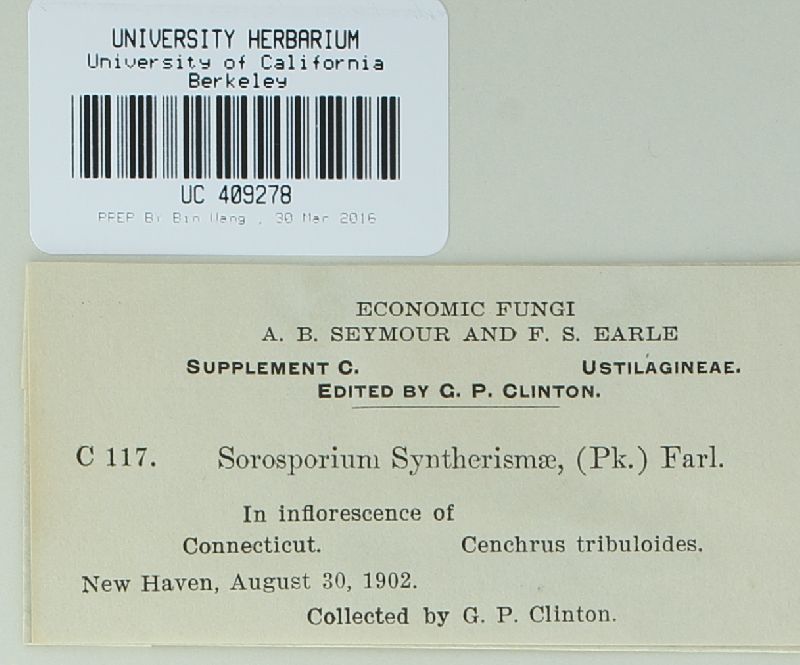 UNIVERSITY HERBARIUM
University of California
Berkeley
UC 409278
PREP By Bin Wang , 30 Mar 2016
ECONOMIC FUNGI
A. B. SEYMOUR AND F. S. EARLE
SUPPLEMENT C. USTILAGINEAE.
EDITED BY G. P. CLINTON.
C 117. Sorosporium Syntherismæ, (Pk.) Farl.
In inflorescence of
Connecticut. Cenchrus tribuloides.
New Haven, August 30, 1902.
Collected by G. P. Clinton.